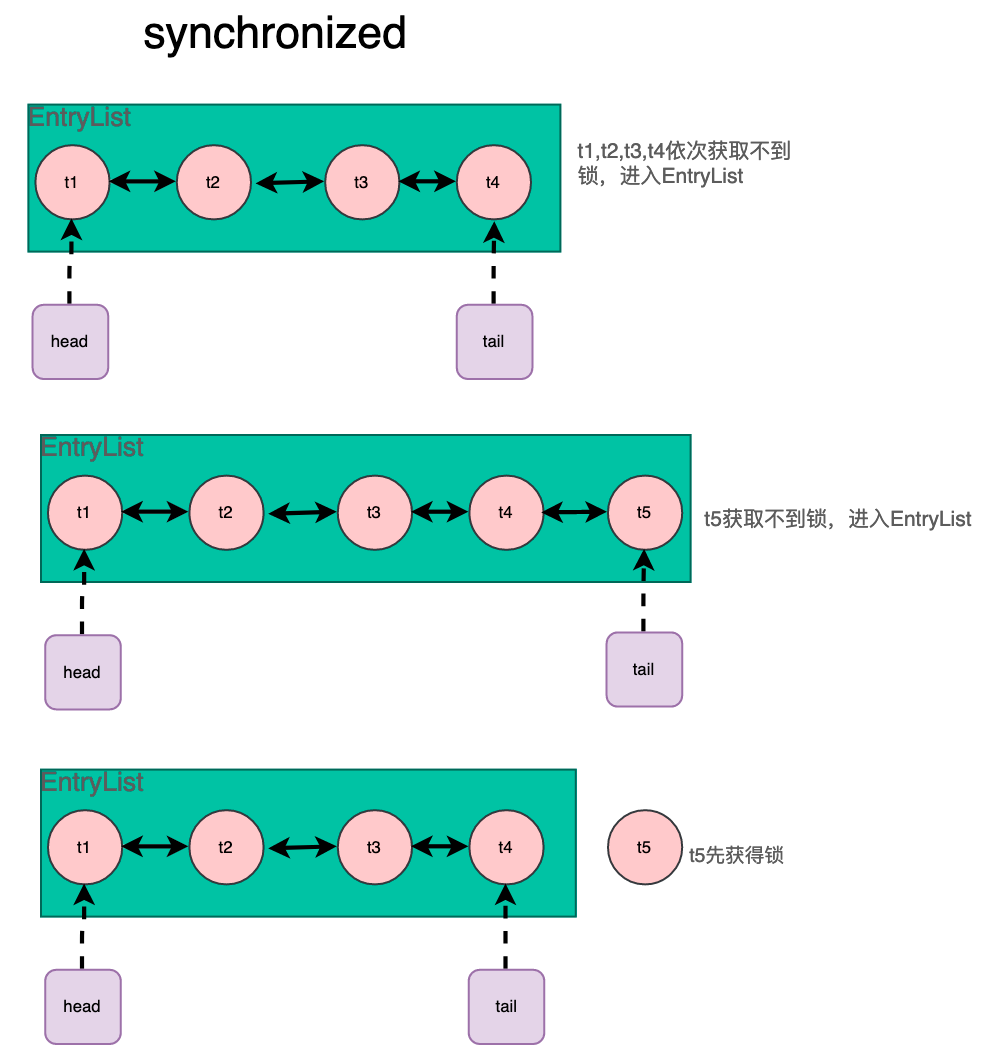 synchronized
EntryList
t1
t2
t3
t4
t1,t2,t3,t4依次获取不到
锁，进入EntryList
head
tail
EntryList
t1
t2
t3
t4
t5
t5获取不到锁，进入EntryList
head
tail
EntryList
t1
t2
t3
t4
t5
t5先获得锁
head
tail